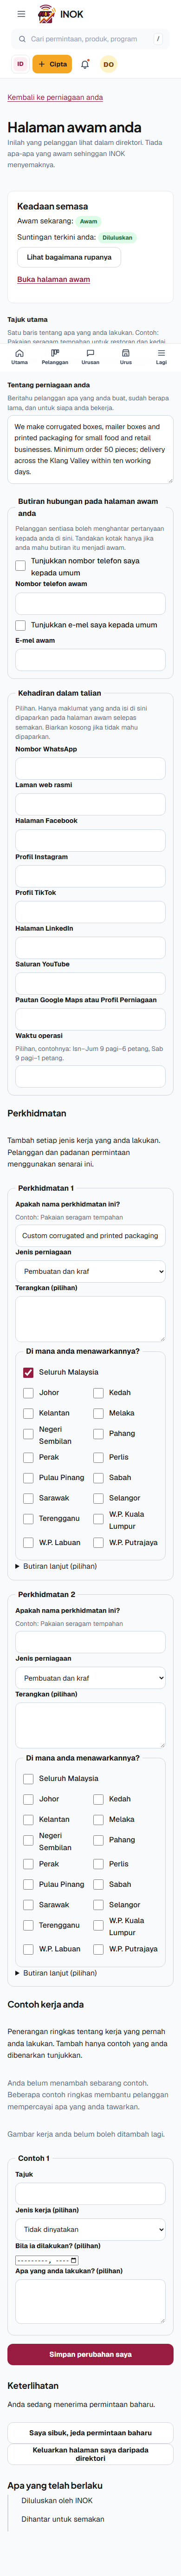 INOK
Cari permintaan, produk, program
/
ID
Cipta
DO
Kembali ke perniagaan anda
Halaman awam anda
Inilah yang pelanggan lihat dalam direktori. Tiada
apa-apa yang awam sehinggan INOK
menyemaknya.
Keadaan semasa
Awam sekarang: Awam
Suntingan terkini anda: Diluluskan
Lihat bagaimana rupanya
Buka halaman awam
Tajuk utama
Satu baris tentang apa yang anda lakukan. Contoh:
Utama
Pelanggan
Urusan
Urus
Lagi
Tentang perniagaan anda
Beritahu pelanggan apa yang anda buat, sudah berapa
lama, dan untuk siapa anda bekerja.
We make corrugated boxes, mailer boxes and
printed packaging for small food and retail
businesses. Minimum order 50 pieces; delivery
across the Klang Valley within ten working
days.
Butiran hubungan pada halaman awam
anda
Pelanggan sentiasa boleh menghantar pertanyaan
kepada anda di sini. Tandakan kotak hanya jika
anda mahu butiran itu menjadi awam.
Tunjukkan nombor telefon saya
kepada umum
Nombor telefon awam
Tunjukkan e-mel saya kepada umum
E-mel awam
Kehadiran dalam talian
Pilihan. Hanya maklumat yang anda isi di sini
dipaparkan pada halaman awam selepas
semakan. Biarkan kosong jika tidak mahu
dipaparkan.
Nombor WhatsApp
Laman web rasmi
Halaman Facebook
Profil Instagram
Profil TikTok
Halaman LinkedIn
Saluran YouTube
Pautan Google Maps atau Profil Perniagaan
Waktu operasi
Pilihan, contohnya: Isn–Jum 9 pagi–6 petang, Sab
9 pagi–1 petang.
Perkhidmatan
Tambah setiap jenis kerja yang anda lakukan.
Pelanggan dan padanan permintaan
menggunakan senarai ini.
Perkhidmatan 1
Apakah nama perkhidmatan ini?
Contoh: Pakaian seragam tempahan
Custom corrugated and printed packaging
Jenis perniagaan
Pembuatan dan kraf
Terangkan (pilihan)
Di mana anda menawarkannya?
Seluruh Malaysia
Johor
Kedah
Kelantan
Melaka
Negeri
Sembilan
Pahang
Perak
Perlis
Pulau Pinang
Sabah
Sarawak
Selangor
Terengganu
W.P. Kuala
Lumpur
W.P. Labuan
W.P. Putrajaya
Butiran lanjut (pilihan)
Perkhidmatan 2
Apakah nama perkhidmatan ini?
Contoh: Pakaian seragam tempahan
Jenis perniagaan
Pembuatan dan kraf
Terangkan (pilihan)
Di mana anda menawarkannya?
Seluruh Malaysia
Johor
Kedah
Kelantan
Melaka
Negeri
Sembilan
Pahang
Perak
Perlis
Pulau Pinang
Sabah
Sarawak
Selangor
Terengganu
W.P. Kuala
Lumpur
W.P. Labuan
W.P. Putrajaya
Butiran lanjut (pilihan)
Contoh kerja anda
Penerangan ringkas tentang kerja yang pernah
anda lakukan. Tambah hanya contoh yang anda
dibenarkan tunjukkan.
Anda belum menambah sebarang contoh.
Beberapa contoh ringkas membantu pelanggan
mempercayai apa yang anda tawarkan.
Gambar kerja anda belum boleh ditambah lagi.
Contoh 1
Tajuk
Jenis kerja (pilihan)
Tidak dinyatakan
Bila ia dilakukan? (pilihan)
Apa yang anda lakukan? (pilihan)
Simpan perubahan saya
Keterlihatan
Anda sedang menerima permintaan baharu.
Saya sibuk, jeda permintaan baharu
Keluarkan halaman saya daripada
direktori
Apa yang telah berlaku
Diluluskan oleh INOK
Dihantar untuk semakan